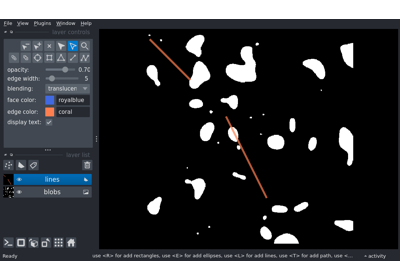 File View Plugins Window Help
layer controls
opacity: 0.70
edge width: 5
blending: translucen
face color: royalblue
edge color: coral
display text:
layer list
lines
blobs
Ready use <R> for add rectangles, use <E> for add ellipses, use <L> for add lines, use <T> for add path, use <... activity